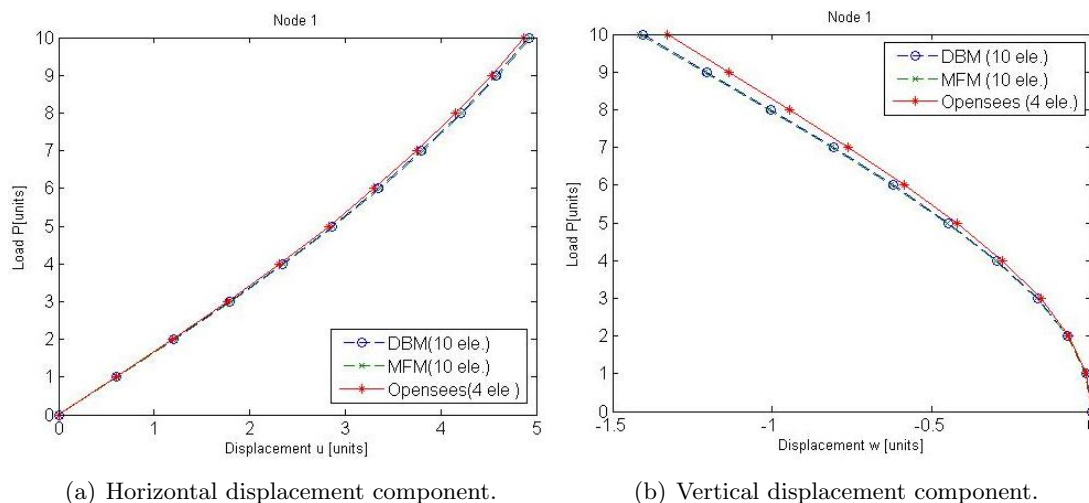 Node 1
10
9
8
7
6
5
4
3
2
1
0
Load P[units]
0
1
2
3
4
5
Displacement u [units]
DBM(10 ele.)
MFM(10 ele.)
Opensees(4 ele )
(a) Horizontal displacement component.
Node 1
10
9
8
7
6
5
4
3
2
1
0
Load P[units]
-1.5
-1
-0.5
0
Displacement w [units]
DBM (10 ele.)
MFM (10 ele.)
Opensees (4 ele.)
(b) Vertical displacement component.